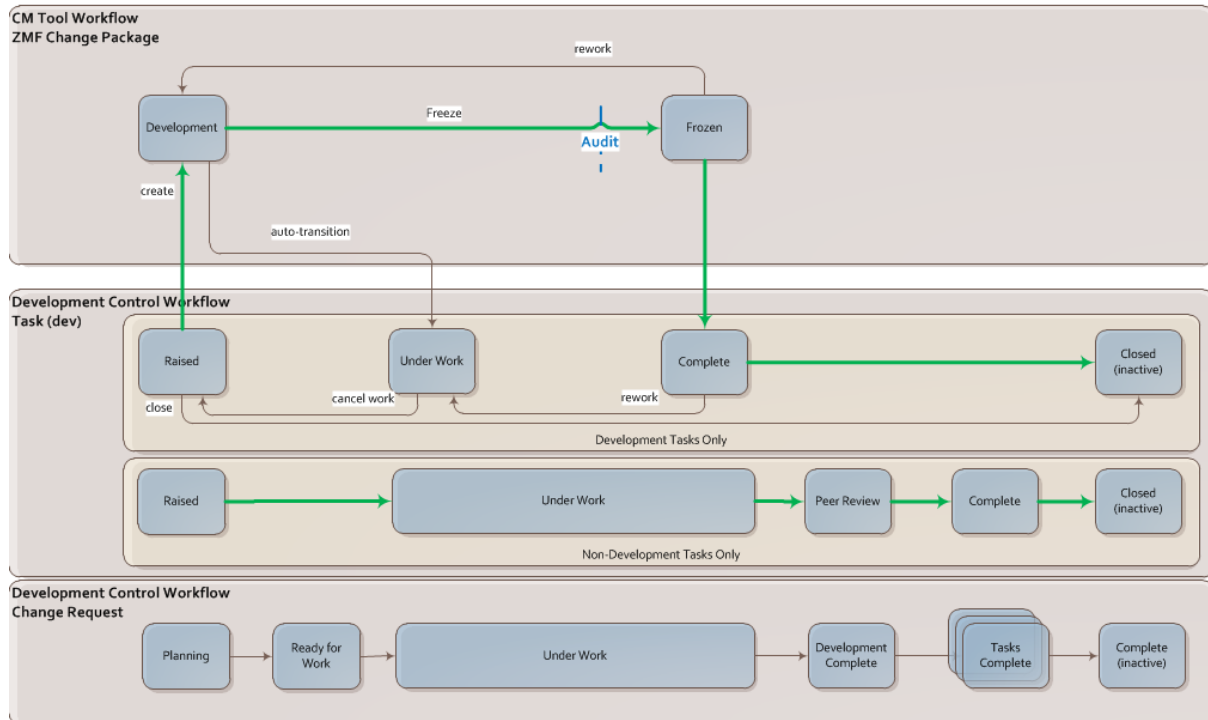 CM Tool Workflow
ZMF Change Package
rework
Development
Freeze
Audit
Frozen
create
auto-transition
Development Control Workflow
Task (dev)
Raised
Under Work
Complete
Closed
(inactive)
close
cancel work
rework
Development Tasks Only
Raised
Under Work
Peer Review
Complete
Closed
(inactive)
Non-Development Tasks Only
Development Control Workflow
Change Request
Planning
Ready for
Work
Under Work
Development
Complete
Tasks
Complete
Complete
(inactive)